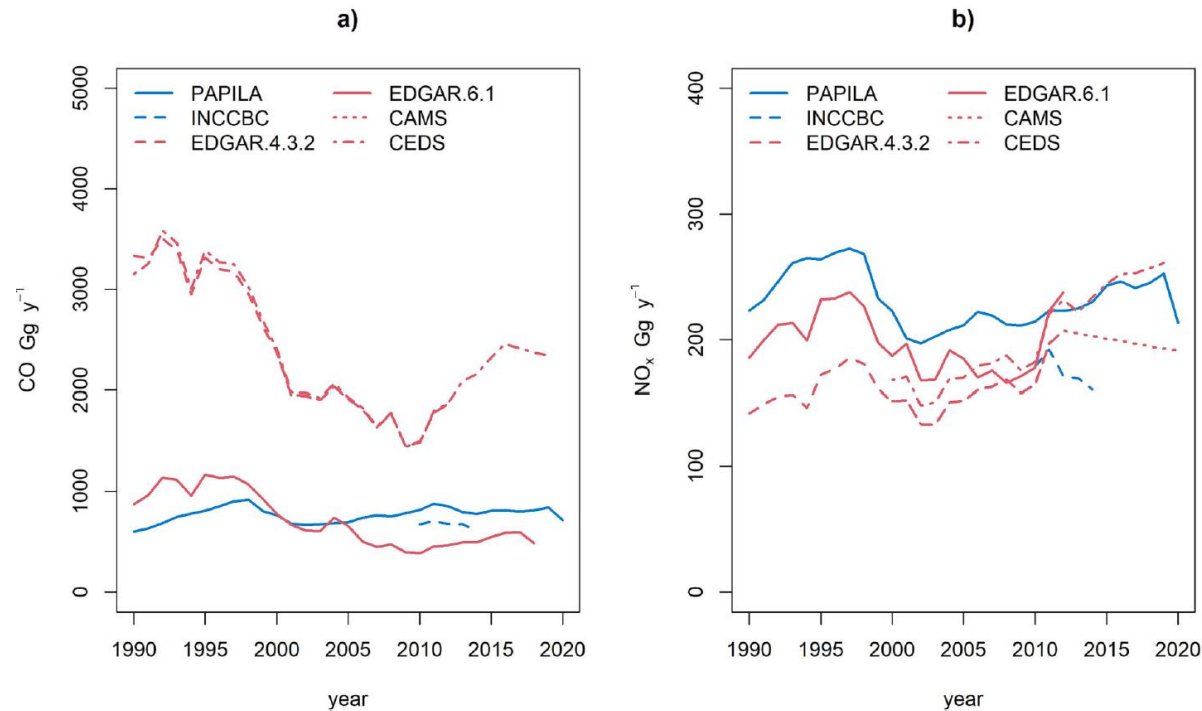 a)
5000
4000
3000
2000
1000
0
CO Gg y⁻¹
PAPILA
INCCBC
EDGAR.4.3.2
EDGAR.6.1
CAMS
CEDS
1990 1995 2000 2005 2010 2015 2020
year
b)
400
300
200
100
0
NOₓ Gg y⁻¹
PAPILA
INCCBC
EDGAR.4.3.2
EDGAR.6.1
CAMS
CEDS
1990 1995 2000 2005 2010 2015 2020
year